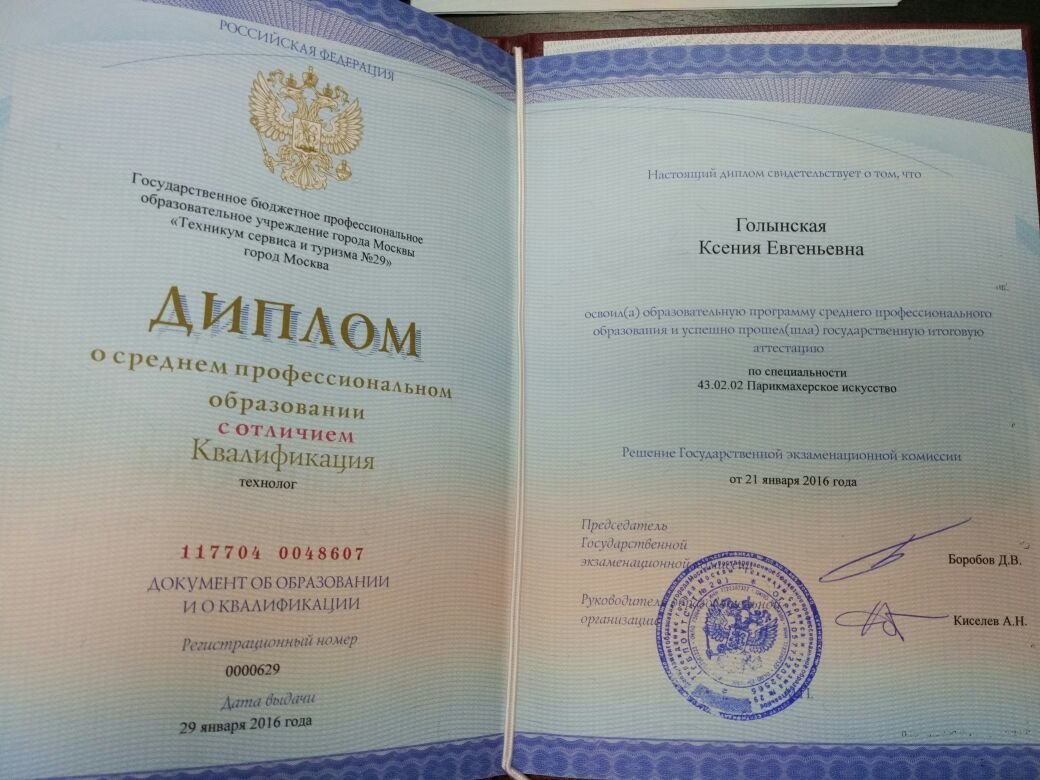 РОССИЙСКАЯ ФЕДЕРАЦИЯ
Государственное бюджетное профессиональное
образовательное учреждение города Москвы
«Техникум сервиса и туризма №29»
город Москва
ДИПЛОМ
о среднем профессиональном
образовании
с отличием
Квалификация
технолог
117704 0048607
ДОКУМЕНТ ОБ ОБРАЗОВАНИИ
И О КВАЛИФИКАЦИИ
Регистрационный номер
0000629
Дата выдачи
29 января 2016 года
Настоящий диплом свидетельствует о том, что
Голынская
Ксения Евгеньевна
освоил(а) образовательную программу среднего профессионального
образования и успешно прошел(шла) государственную итоговую
аттестацию
по специальности
43.02.02 Парикмахерское искусство
Решение Государственной экзаменационной комиссии
от 21 января 2016 года
Председатель
Государственной
экзаменационной
Боробов Д.В.
Руководитель
организации
Киселев А.Н.